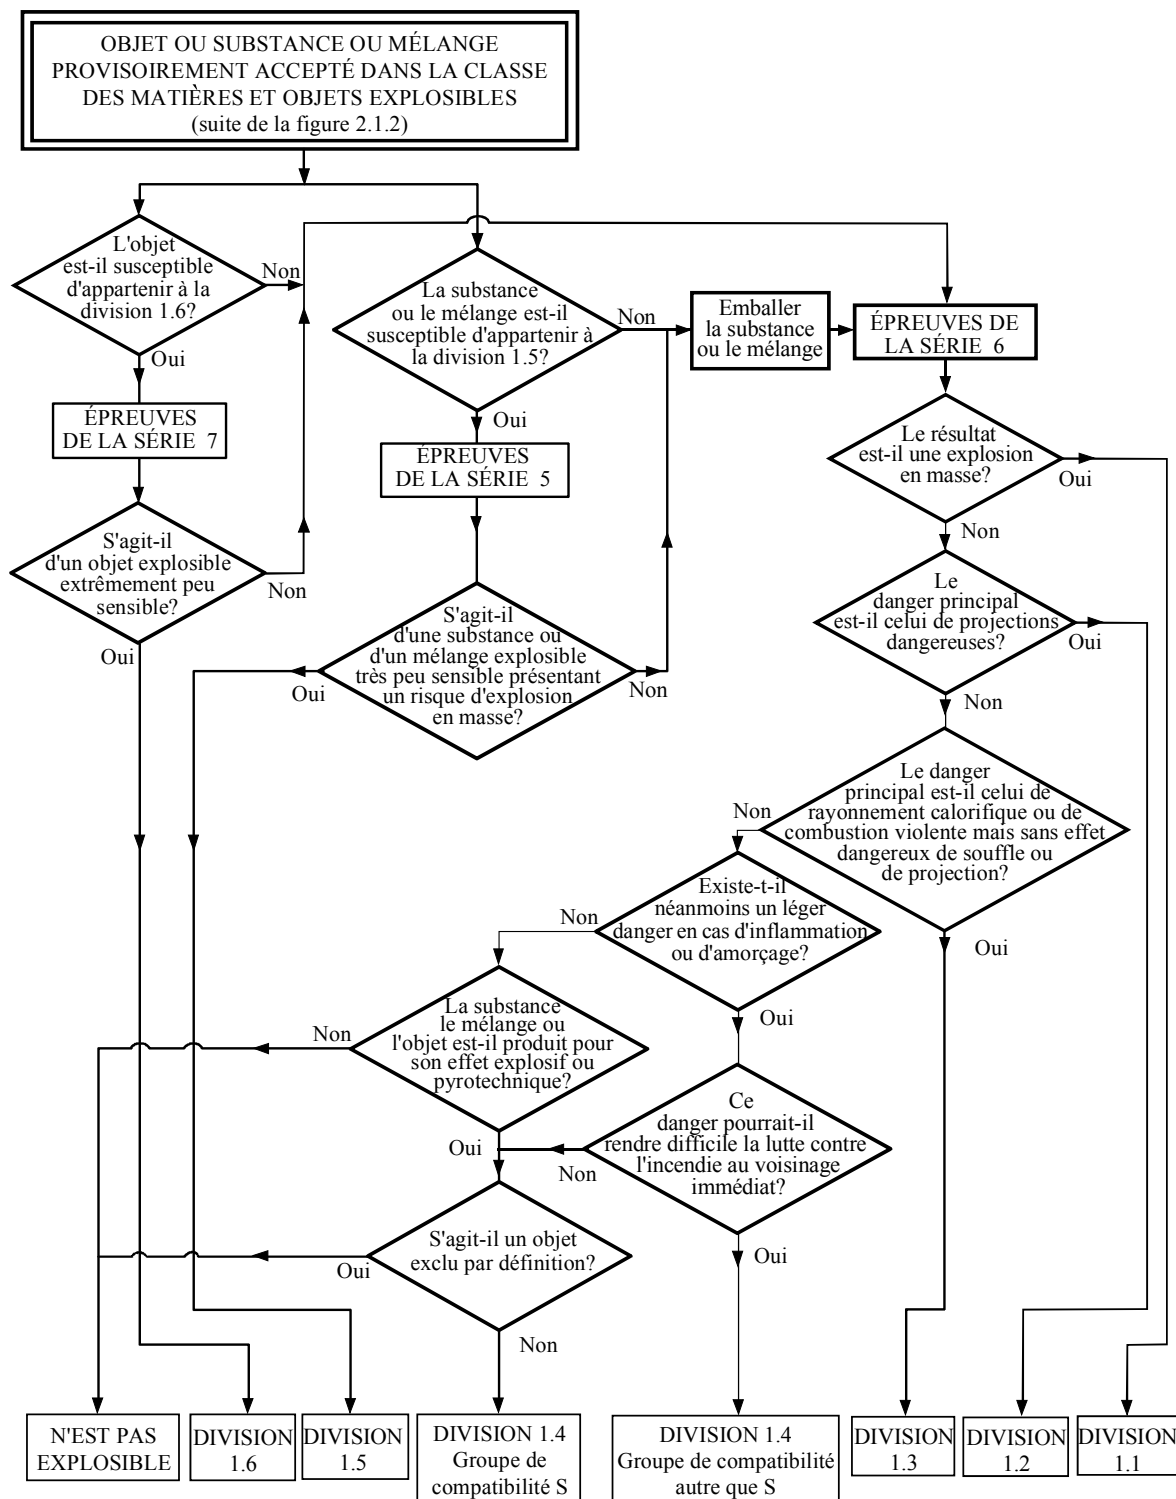 OBJET OU SUBSTANCE OU MÉLANGE
PROVISOIREMENT ACCEPTÉ DANS LA CLASSE
DES MATIÈRES ET OBJETS EXPLOSIBLES
(suite de la figure 2.1.2)
L'objet
est-il susceptible
d'appartenir à la
division 1.6?
Non
Oui
La substance
ou le mélange est-il
susceptible d'appartenir à
la division 1.5?
Non
Oui
Emballer
la substance
ou le mélange
ÉPREUVES DE
LA SÉRIE 6
ÉPREUVES
DE LA SÉRIE 7
ÉPREUVES
DE LA SÉRIE 5
Le résultat
est-il une explosion
en masse?
Oui
Non
S'agit-il
d'un objet explosible
extrêmement peu
sensible?
Non
Oui
Le
danger principal
est-il celui de projections
dangereuses?
Oui
Non
S'agit-il
d'une substance ou
d'un mélange explosible
très peu sensible présentant
un risque d'explosion
en masse?
Oui
Non
Le danger
principal est-il celui de
rayonnement calorifique ou de
combustion violente mais sans effet
dangereux de souffle ou
de projection?
Non
Oui
Existe-t-il
néanmoins un léger
danger en cas d'inflammation
ou d'amorçage?
Non
Oui
La substance
le mélange ou
l'objet est-il produit pour
son effet explosif ou
pyrotechnique?
Non
Oui
Ce
danger pourrait-il
rendre difficile la lutte contre
l'incendie au voisinage
immédiat?
Non
Oui
S'agit-il un objet
exclu par définition?
Oui
Non
N'EST PAS
EXPLOSIBLE
DIVISION
1.6
DIVISION
1.5
DIVISION 1.4
Groupe de
compatibilité S
DIVISION 1.4
Groupe de compatibilité
autre que S
DIVISION
1.3
DIVISION
1.2
DIVISION
1.1